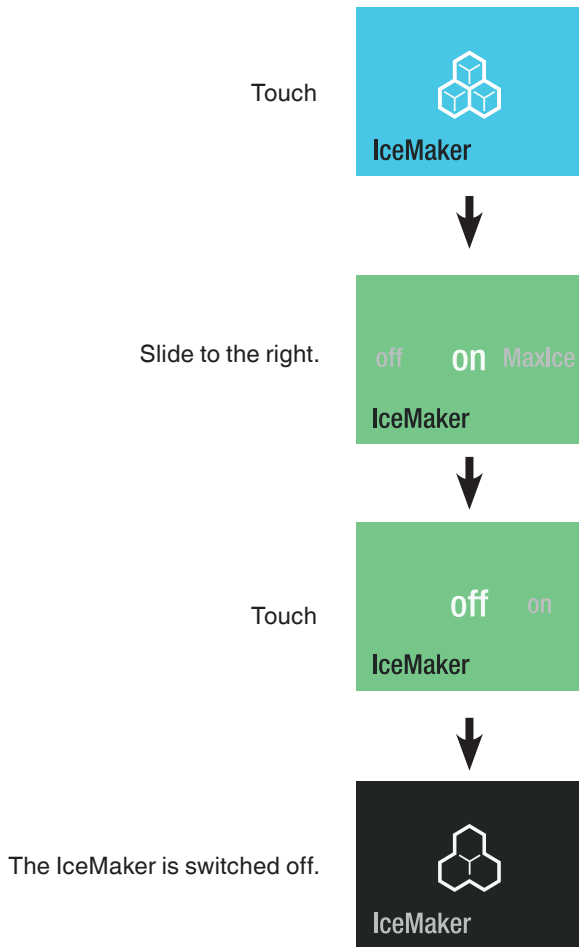 Touch
IceMaker
Slide to the right.
off on MaxIce
IceMaker
Touch
off on
IceMaker
The IceMaker is switched off.
IceMaker